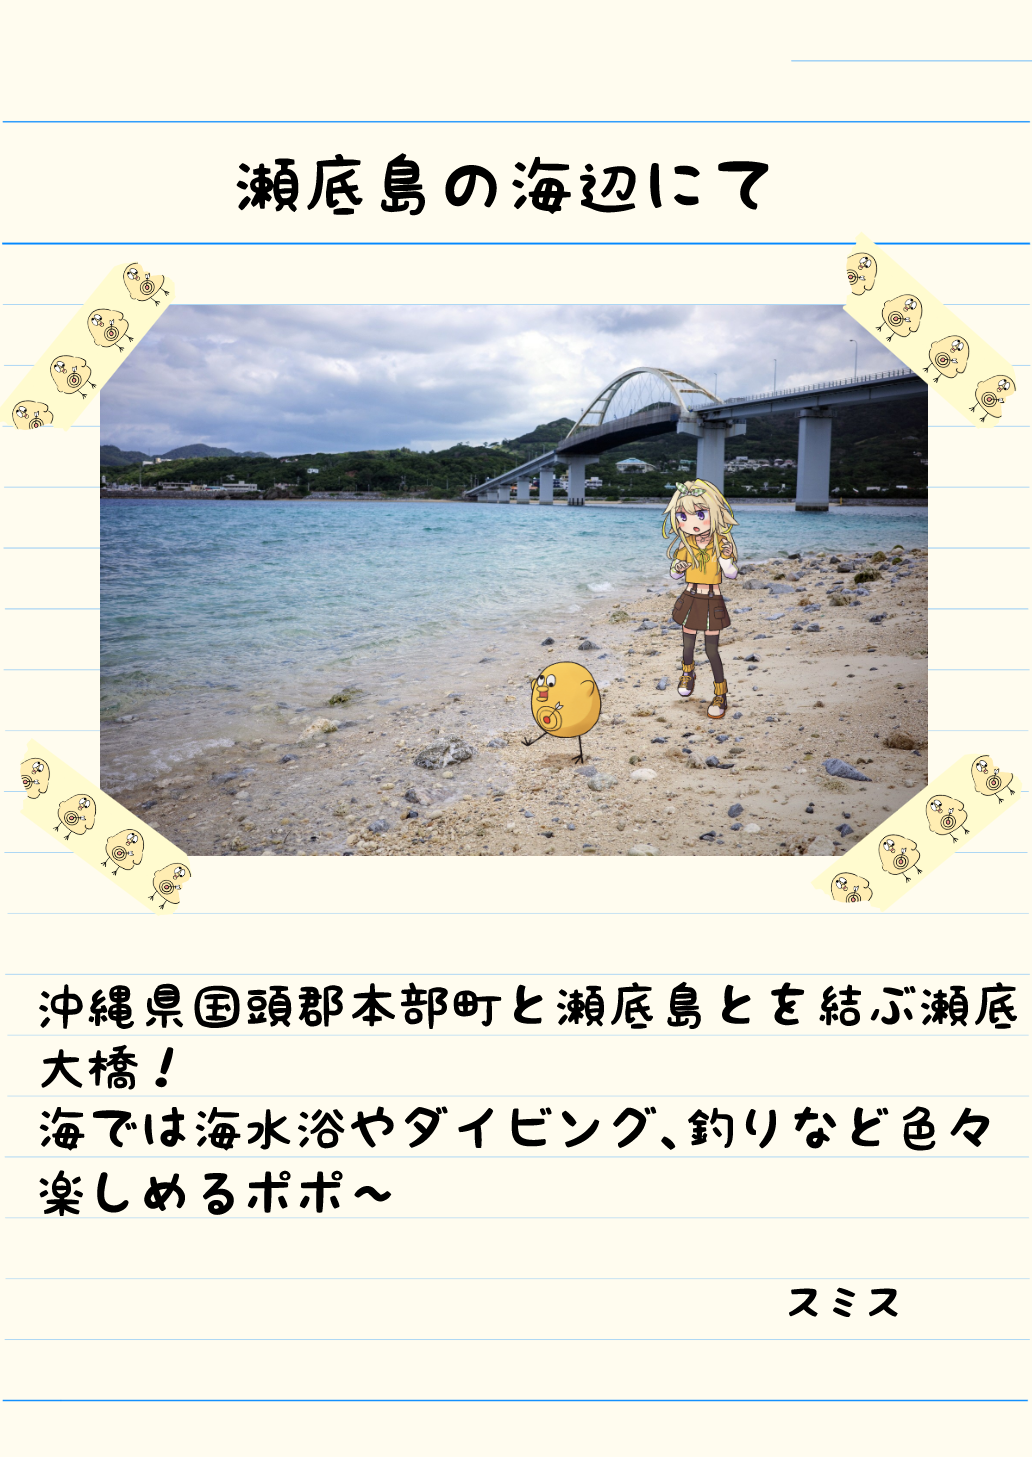 瀬底島の海辺にて
沖縄県国頭郡本部町と瀬底島とを結ぶ瀬底
大橋！
海では海水浴やダイビング、釣りなど色々
楽しめるポポ～
スミス